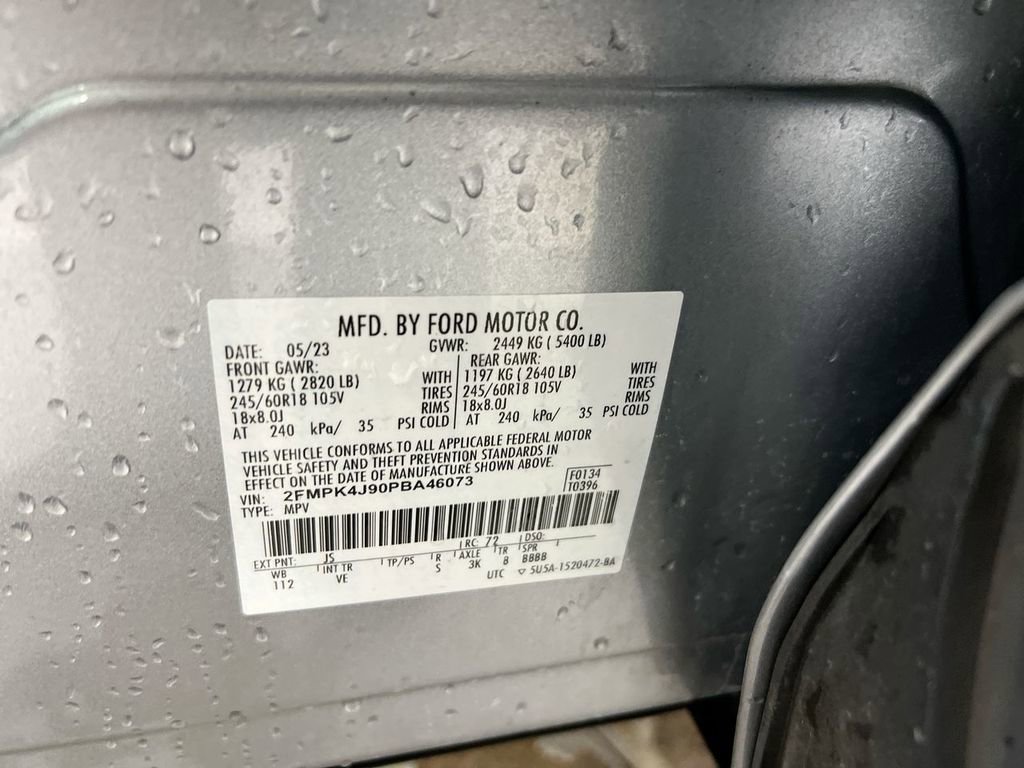 MFD. BY FORD MOTOR CO.
DATE: 05/23 GVWR: 2449 KG ( 5400 LB)
FRONT GAWR: REAR GAWR:
1279 KG ( 2820 LB) WITH 1197 KG ( 2640 LB) WITH
245/60R18 105V TIRES 245/60R18 105V TIRES
18x8.0J RIMS 18x8.0J RIMS
AT 240 kPa/ 35 PSI COLD AT 240 kPa/ 35 PSI COLD
THIS VEHICLE CONFORMS TO ALL APPLICABLE FEDERAL MOTOR
VEHICLE SAFETY AND THEFT PREVENTION STANDARDS IN
EFFECT ON THE DATE OF MANUFACTURE SHOWN ABOVE.
VIN: 2FMPK4J90PBA46073 F0134
TYPE: MPV T0396
EXT PNT: JS RC: 72 DSO:
WB INT TR TP/PS R AXLE TR SPR
112 VE S 3K 8 BBBB
UTC ▽ 5U5A-1520472-BA